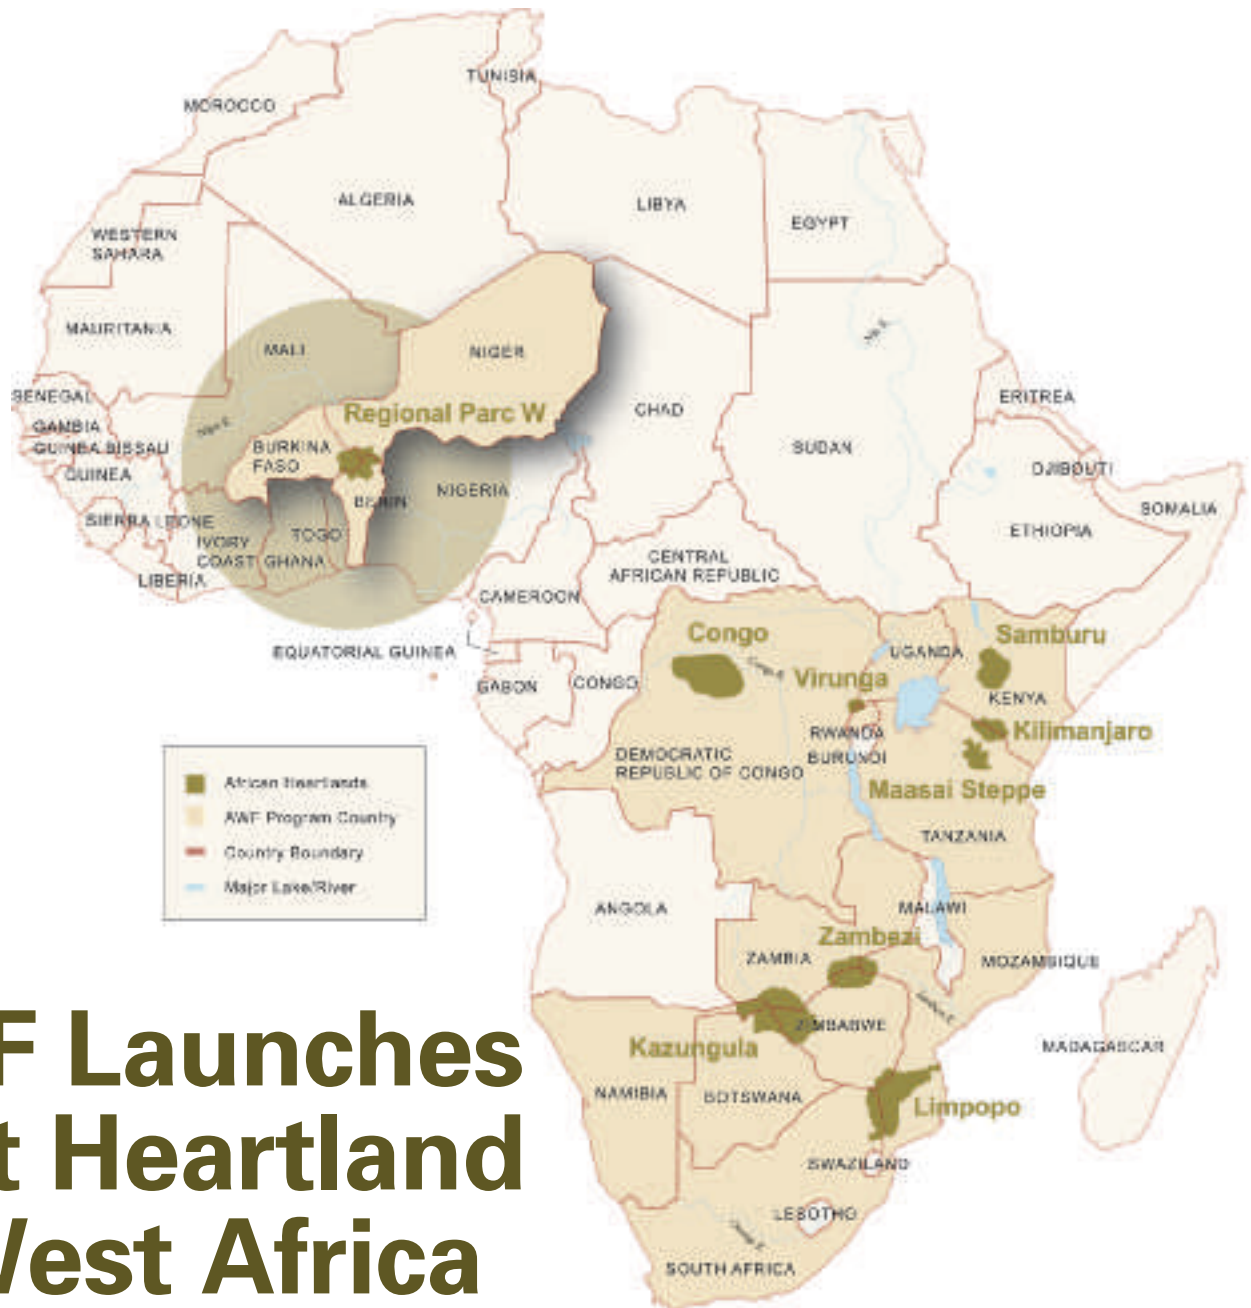 TUNISIA
MOROCCO
ALGERIA
LIBYA
EGYPT
WESTERN
SAHARA
MAURITANIA
MALI
NIGER
CHAD
SUDAN
ERITREA
SENEGAL
GAMBIA
GUINEA BISSAU
GUINEA
Regional Parc W
BURKINA
FASO
BENIN
NIGERIA
DJIBOUTI
SOMALIA
ETHIOPIA
SIERRA LEONE
IVORY
COAST
GHANA
TOGO
LIBERIA
CENTRAL
AFRICAN REPUBLIC
CAMEROON
EQUATORIAL GUINEA
GABON
CONGO
Congo
Congo R.
Virunga
UGANDA
Samburu
KENYA
RWANDA
BURUNDI
Kilimanjaro
DEMOCRATIC
REPUBLIC OF CONGO
Maasai Steppe
TANZANIA
African Heartlands
AWF Program Country
Country Boundary
Major Lake/River
ANGOLA
MALAWI
Zambezi
ZAMBIA
MOZAMBIQUE
ZIMBABWE
Kazungula
MADAGASCAR
NAMIBIA
BOTSWANA
Limpopo
SWAZILAND
LESOTHO
SOUTH AFRICA
F Launches
t Heartland
West Africa